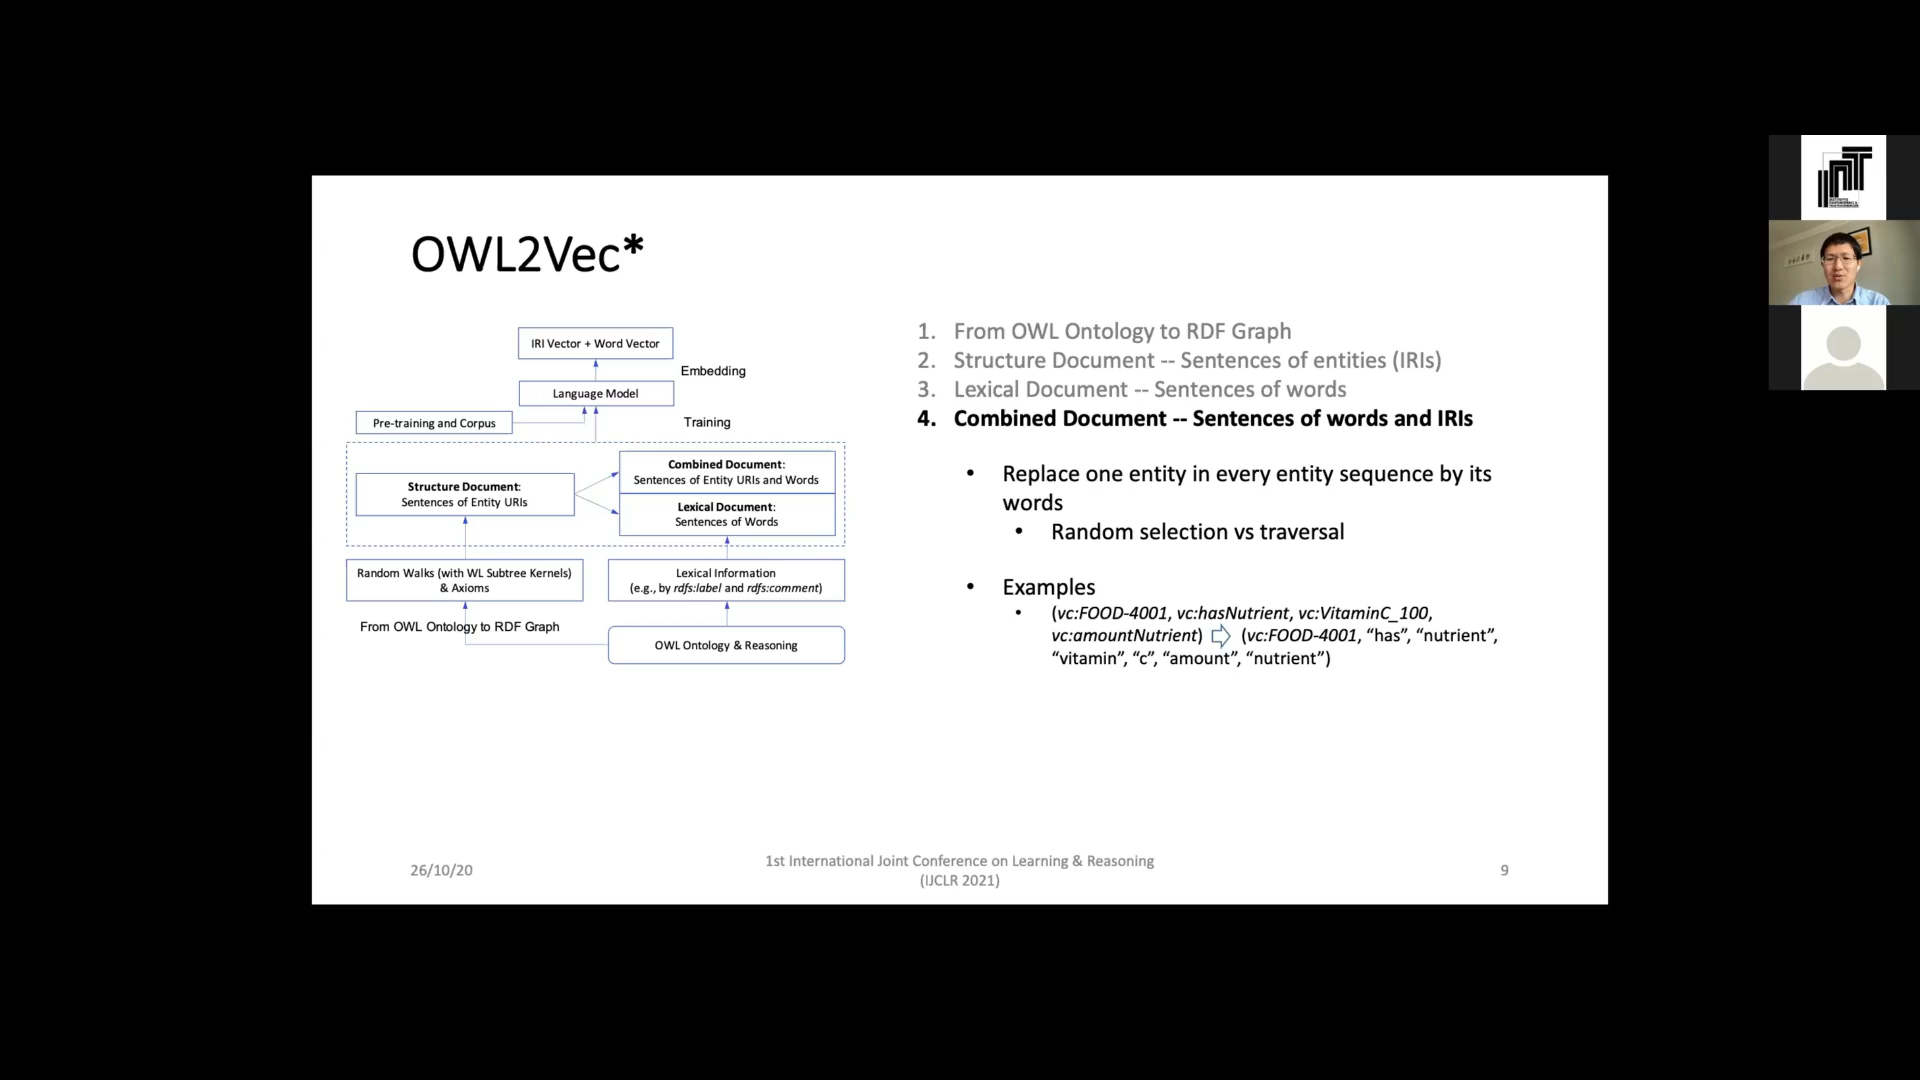 OWL2Vec*
IRI Vector + Word Vector
Embedding
Language Model
Pre-training and Corpus
Training
Combined Document:
Sentences of Entity URIs and Words
Structure Document:
Sentences of Entity URIs
Lexical Document:
Sentences of Words
Random Walks (with WL Subtree Kernels)
& Axioms
Lexical Information
(e.g., by rdfs:label and rdfs:comment)
From OWL Ontology to RDF Graph
OWL Ontology & Reasoning
1. From OWL Ontology to RDF Graph
2. Structure Document -- Sentences of entities (IRIs)
3. Lexical Document -- Sentences of words
4. Combined Document -- Sentences of words and IRIs
• Replace one entity in every entity sequence by its
words
• Random selection vs traversal
• Examples
• (vc:FOOD-4001, vc:hasNutrient, vc:VitaminC_100,
vc:amountNutrient) ⇨ (vc:FOOD-4001, “has”, “nutrient”,
“vitamin”, “c”, “amount”, “nutrient”)
26/10/20
1st International Joint Conference on Learning & Reasoning
(IJCLR 2021)
9